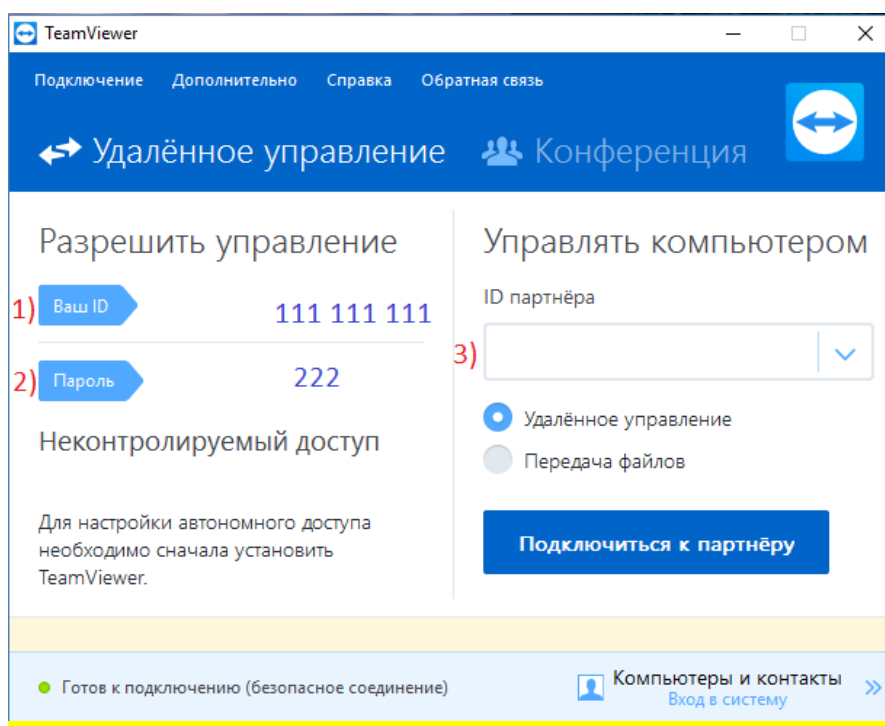 TeamViewer
Подключение Дополнительно Справка Обратная связь
Удалённое управление Конференция
Разрешить управление
1) Ваш ID 111 111 111
2) Пароль 222
Неконтролируемый доступ
Для настройки автономного доступа
необходимо сначала установить
TeamViewer.
Управлять компьютером
ID партнёра
3)
Удалённое управление
Передача файлов
Подключиться к партнёру
Готов к подключению (безопасное соединение)
Компьютеры и контакты
Вход в систему